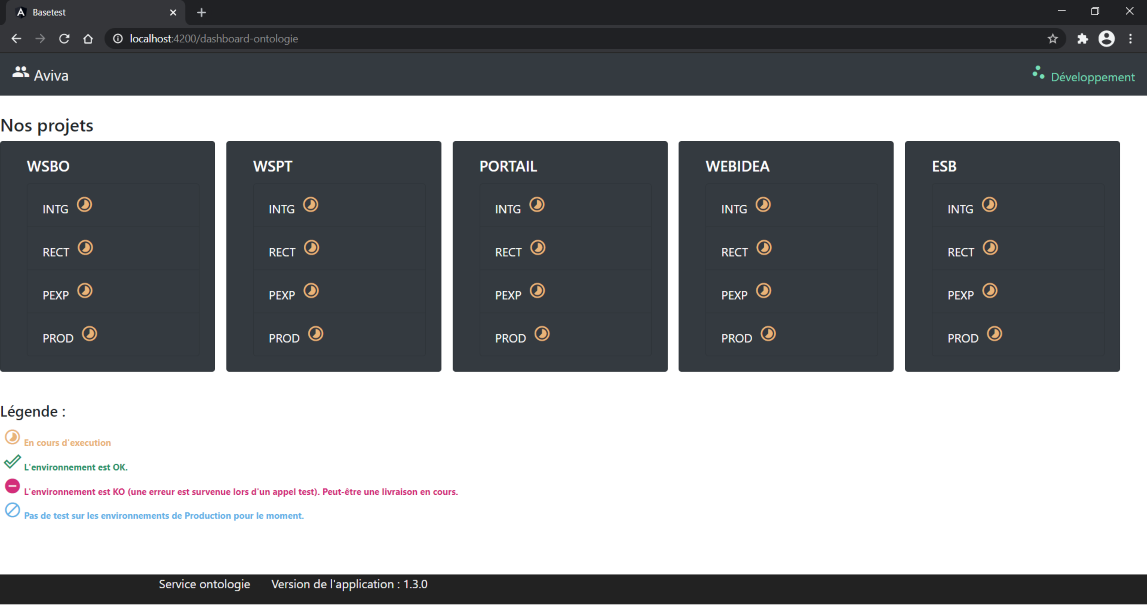 Basetest
localhost:4200/dashboard-ontologie
Aviva
Développement
Nos projets
WSBO
INTG
RECT
PEXP
PROD
WSPT
INTG
RECT
PEXP
PROD
PORTAIL
INTG
RECT
PEXP
PROD
WEBIDEA
INTG
RECT
PEXP
PROD
ESB
INTG
RECT
PEXP
PROD
Légende :
En cours d'execution
L'environnement est OK.
L'environnement est KO (une erreur est survenue lors d'un appel test). Peut-être une livraison en cours.
Pas de test sur les environnements de Production pour le moment.
Service ontologie Version de l'application : 1.3.0